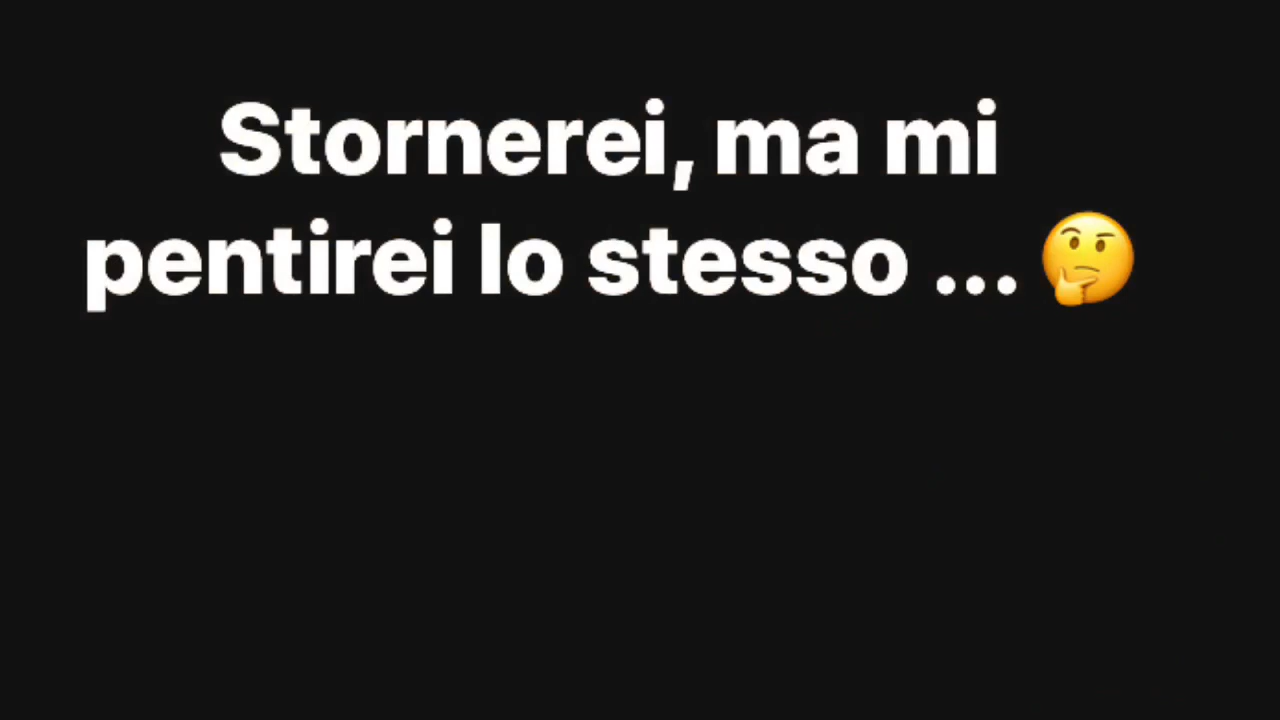 Stornerei, ma mi
pentirei lo stesso ... 🤔